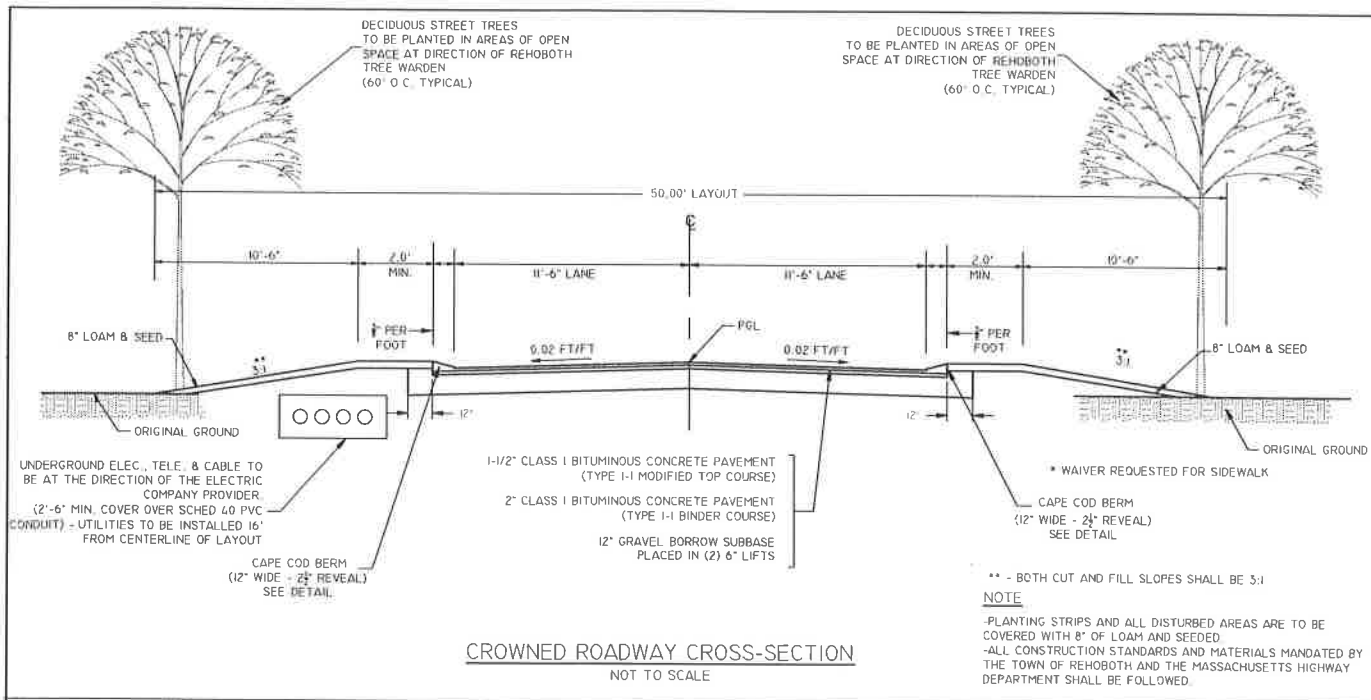 DECIDUOUS STREET TREES
TO BE PLANTED IN AREAS OF OPEN
SPACE AT DIRECTION OF REHOBOTH
TREE WARDEN
(60' O.C. TYPICAL)
DECIDUOUS STREET TREES
TO BE PLANTED IN AREAS OF OPEN
SPACE AT DIRECTION OF REHOBOTH
TREE WARDEN
(60' O.C. TYPICAL)
50.00' LAYOUT
℄
10'-6"
2.0'
MIN.
11'-6" LANE
11'-6" LANE
2.0'
MIN.
10'-6"
8" LOAM & SEED
**
3:1
PER
FOOT
0.02 FT/FT
PGL
0.02 FT/FT
PER
FOOT
**
3:1
8" LOAM & SEED
12"
12"
ORIGINAL GROUND
ORIGINAL GROUND
UNDERGROUND ELEC., TELE. & CABLE TO
BE AT THE DIRECTION OF THE ELECTRIC
COMPANY PROVIDER.
(2'-6" MIN. COVER OVER SCHED 40 PVC
CONDUIT) - UTILITIES TO BE INSTALLED 16'
FROM CENTERLINE OF LAYOUT
CAPE COD BERM
(12" WIDE - REVEAL)
SEE DETAIL
1-1/2" CLASS 1 BITUMINOUS CONCRETE PAVEMENT
(TYPE I-1 MODIFIED TOP COURSE)
2" CLASS 1 BITUMINOUS CONCRETE PAVEMENT
(TYPE I-1 BINDER COURSE)
12" GRAVEL BORROW SUBBASE
PLACED IN (2) 6" LIFTS
* WAIVER REQUESTED FOR SIDEWALK
CAPE COD BERM
(12" WIDE - REVEAL)
SEE DETAIL
** - BOTH CUT AND FILL SLOPES SHALL BE 3:1
NOTE
-PLANTING STRIPS AND ALL DISTURBED AREAS ARE TO BE
COVERED WITH 8" OF LOAM AND SEEDED.
-ALL CONSTRUCTION STANDARDS AND MATERIALS MANDATED BY
THE TOWN OF REHOBOTH AND THE MASSACHUSETTS HIGHWAY
DEPARTMENT SHALL BE FOLLOWED.
CROWNED ROADWAY CROSS-SECTION
NOT TO SCALE